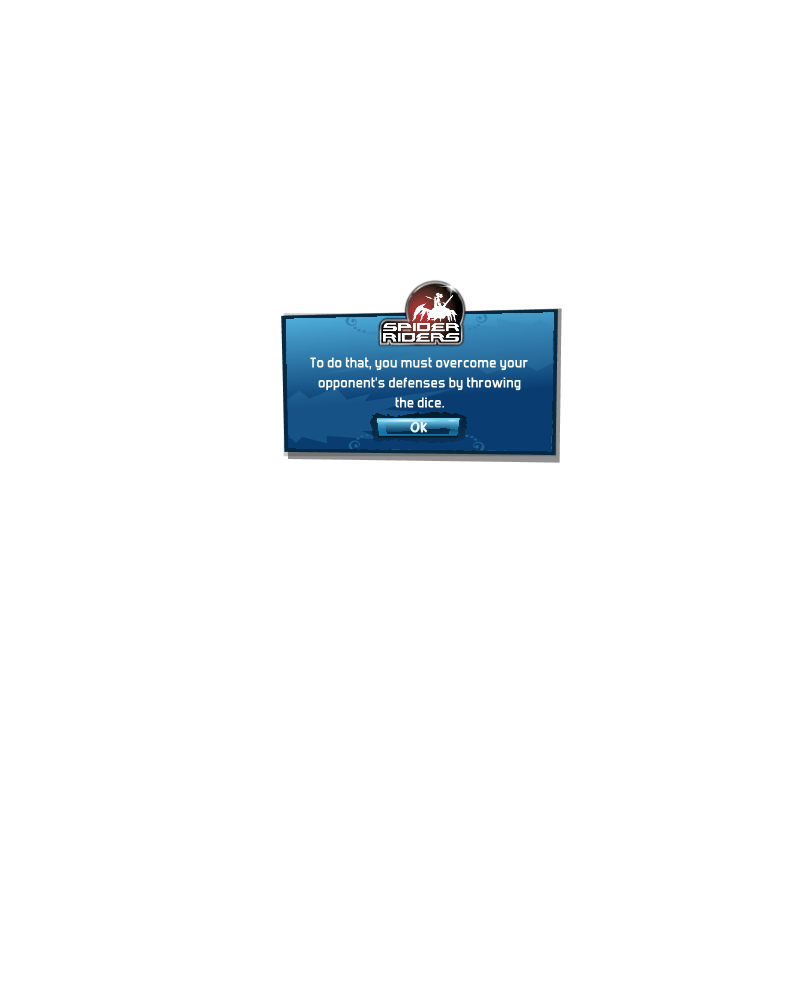 SPIDER
RIDERS
To do that, you must overcome your
opponent's defenses by throwing
the dice.
OK